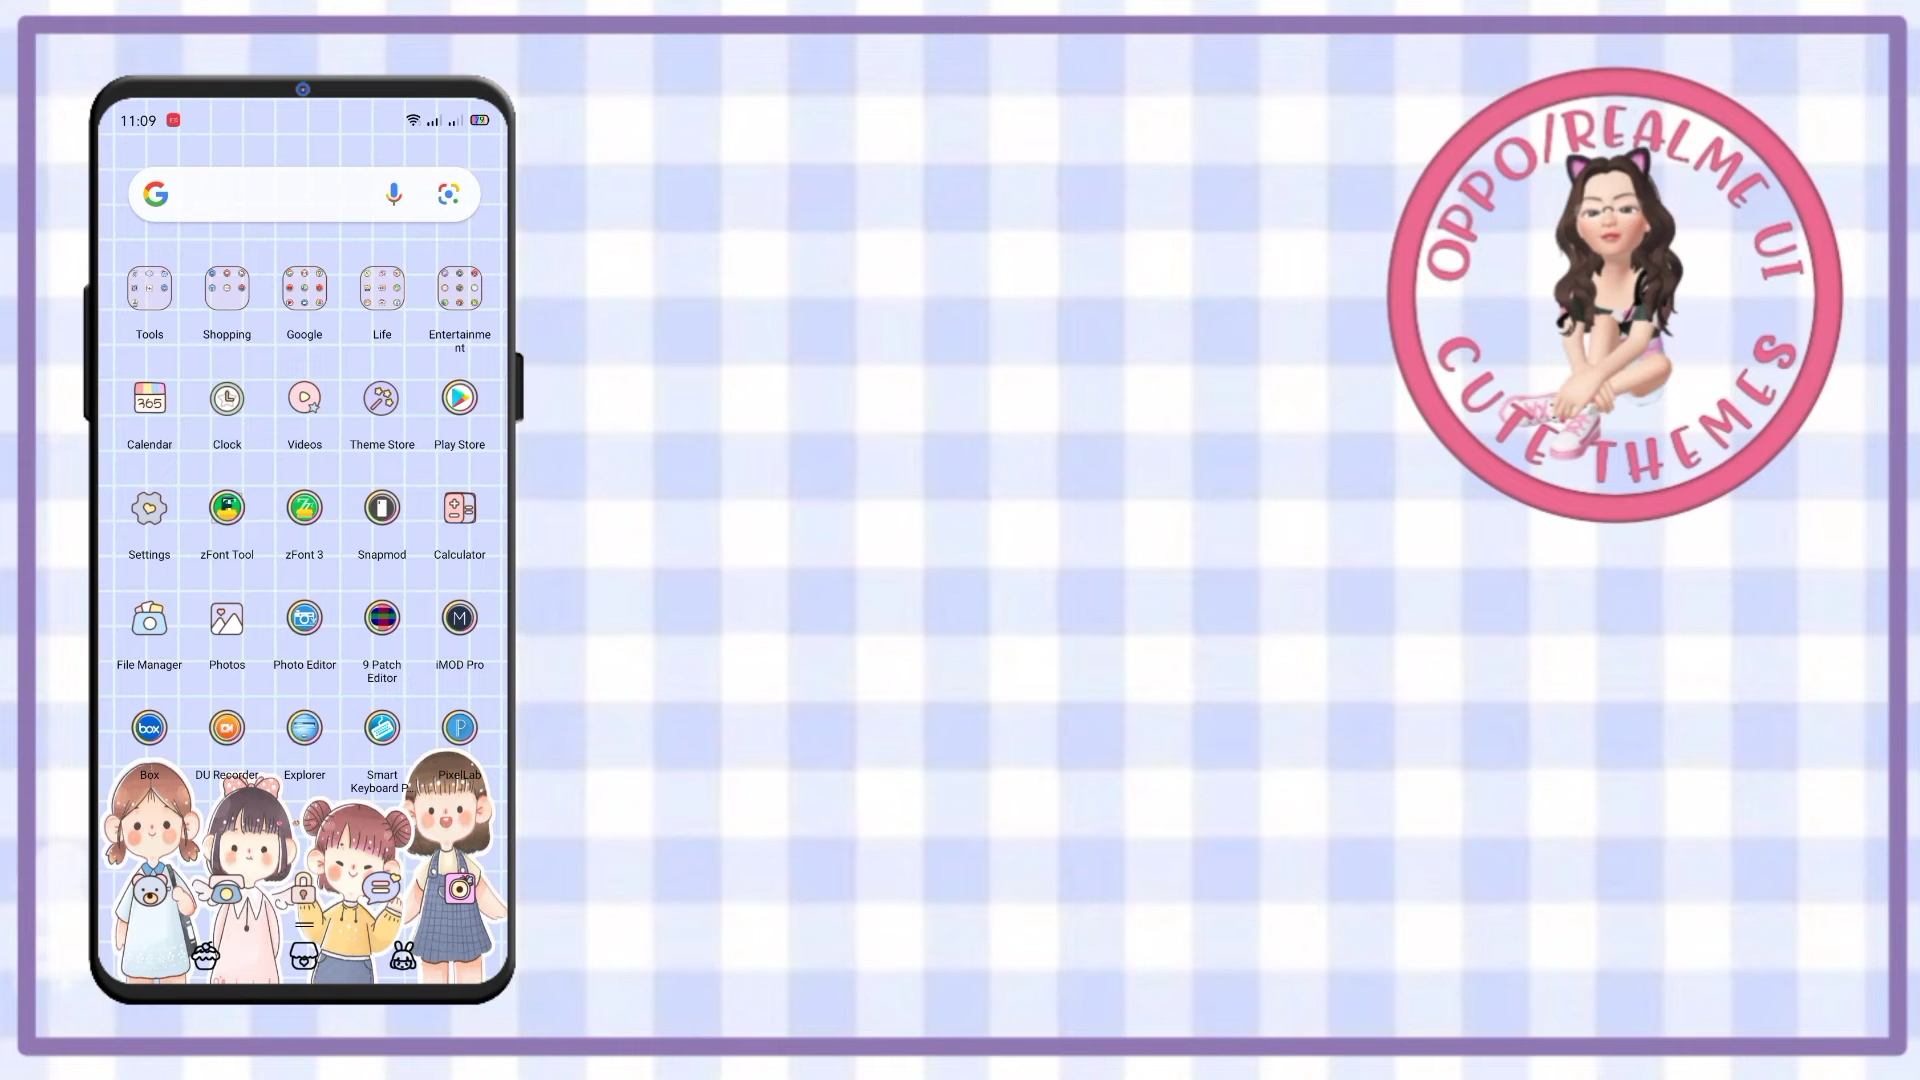 11:09
OPPO/REALME UI
CUTE THEMES
Tools
Shopping
Google
Life
Entertainme
nt
365
Calendar
Clock
Videos
Theme Store
Play Store
Settings
zFont Tool
zFont 3
Snapmod
Calculator
M
File Manager
Photos
Photo Editor
9 Patch
Editor
iMOD Pro
box
P
Box
DU Recorder
Explorer
Smart
Keyboard P...
PixelLab